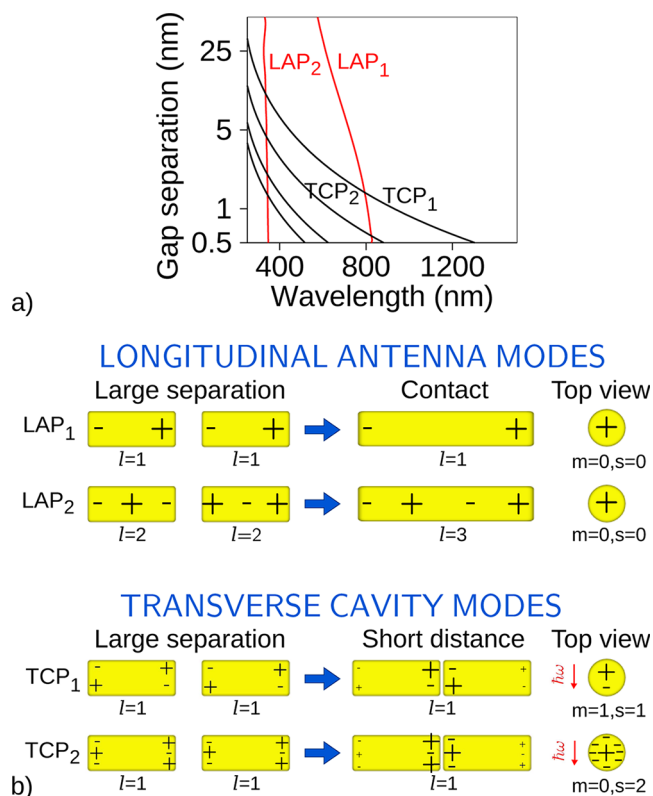 Gap separation (nm)
25
5
1
0.5
LAP2 LAP1
TCP2 TCP1
400 800 1200
Wavelength (nm)
a)
LONGITUDINAL ANTENNA MODES
Large separation Contact Top view
LAP1 - + - + - +  +
l=1 l=1 l=1 m=0,s=0
LAP2 - + - + - + - + - +  +
l=2 l=2 l=3 m=0,s=0
TRANSVERSE CAVITY MODES
Large separation Short distance Top view
- + - + - + - +
TCP1 ħω +
+ - + - + - + - -
l=1 l=1 l=1 m=1,s=1
- + - + - + - +
TCP2 + - + - + - + - ħω - - - - + - - - -
- + - + - + - +
l=1 l=1 l=1 m=0,s=2
b)